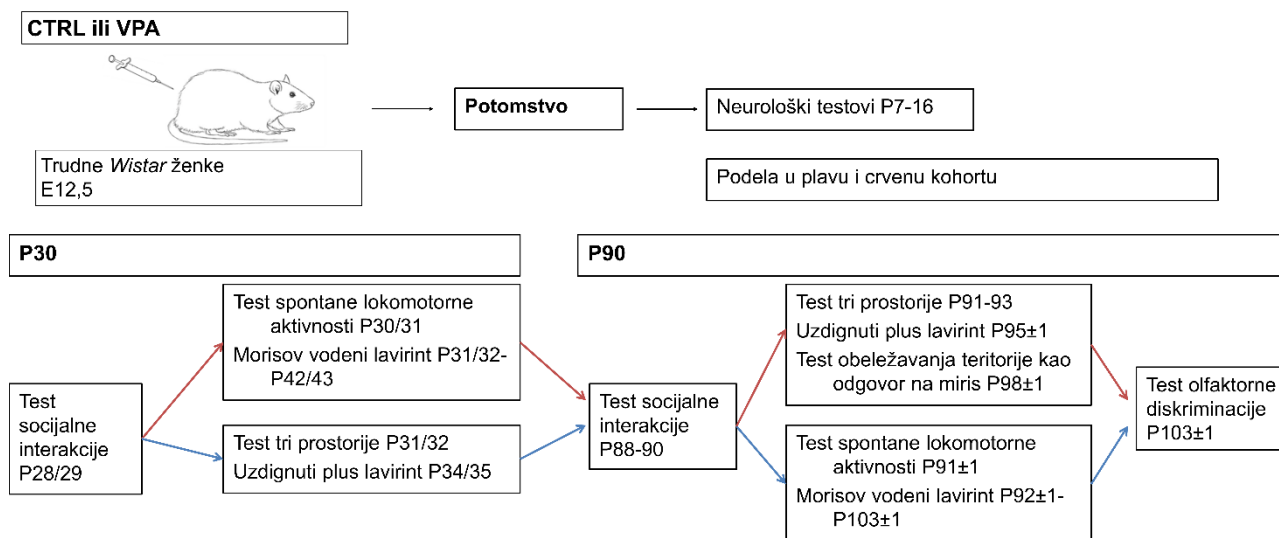 CTRL ili VPA
Trudne Wistar ženke
E12,5
Potomstvo
Neurološki testovi P7-16
Podela u plavu i crvenu kohortu
P30
P90
Test
socijalne
interakcije
P28/29
Test spontane lokomotorne
aktivnosti P30/31
Morisov vodeni lavirint P31/32-
P42/43
Test tri prostorije P31/32
Uzdignuti plus lavirint P34/35
Test socijalne
interakcije
P88-90
Test tri prostorije P91-93
Uzdignuti plus lavirint P95±1
Test obeležavanja teritorije kao
odgovor na miris P98±1
Test spontane lokomotorne
aktivnosti P91±1
Morisov vodeni lavirint P92±1-
P103±1
Test olfaktorne
diskriminacije
P103±1